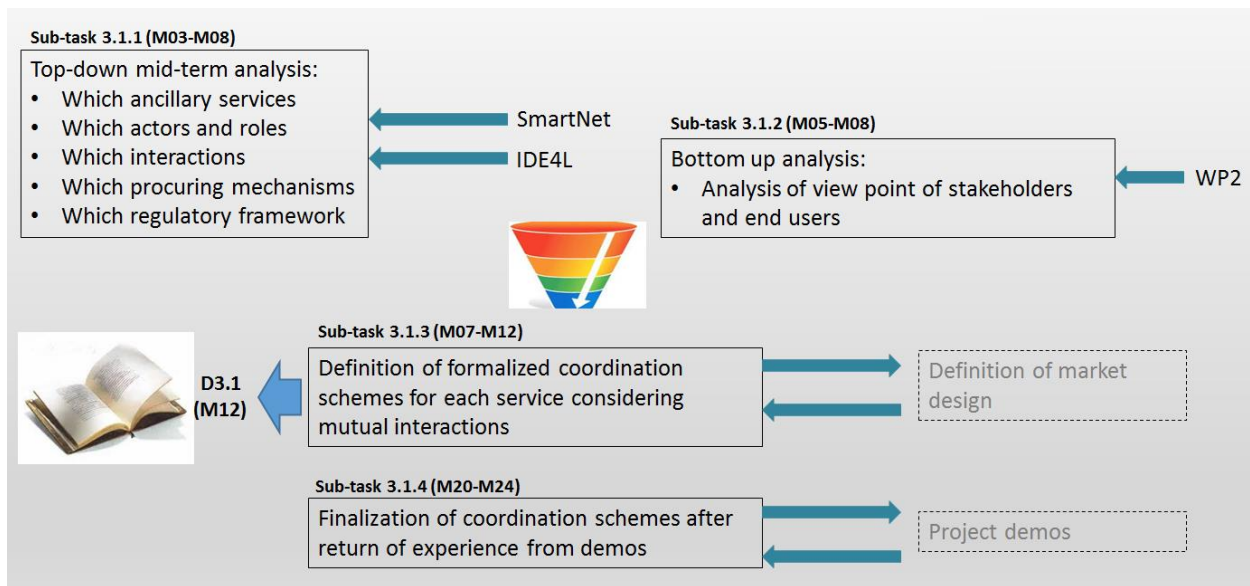 Sub-task 3.1.1 (M03-M08)
Top-down mid-term analysis:
• Which ancillary services
• Which actors and roles
• Which interactions
• Which procuring mechanisms
• Which regulatory framework
SmartNet
IDE4L
Sub-task 3.1.2 (M05-M08)
Bottom up analysis:
• Analysis of view point of stakeholders
and end users
WP2
Sub-task 3.1.3 (M07-M12)
Definition of formalized coordination
schemes for each service considering
mutual interactions
D3.1
(M12)
Definition of market
design
Sub-task 3.1.4 (M20-M24)
Finalization of coordination schemes after
return of experience from demos
Project demos